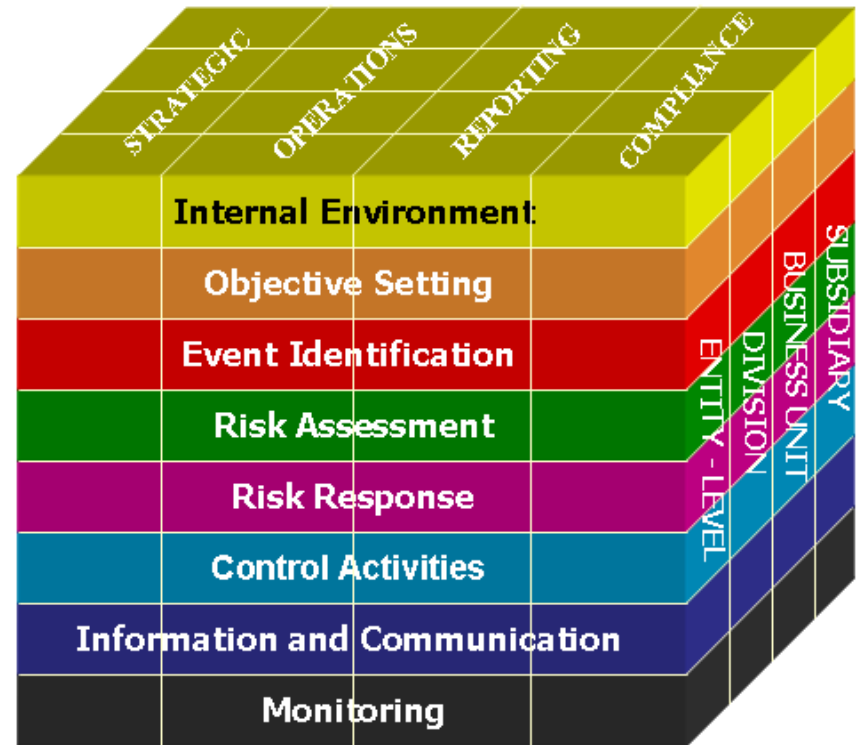 STRATEGIC
OPERATIONS
REPORTING
COMPLIANCE
Internal Environment
Objective Setting
Event Identification
Risk Assessment
Risk Response
Control Activities
Information and Communication
Monitoring
ENTITY - LEVEL
DIVISION
BUSINESS UNIT
SUBSIDIARY